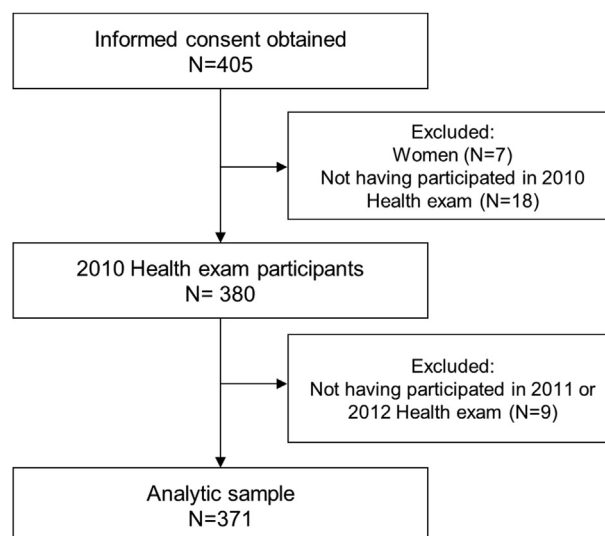 Informed consent obtained
N=405
Excluded:
Women (N=7)
Not having participated in 2010
Health exam (N=18)
2010 Health exam participants
N= 380
Excluded:
Not having participated in 2011 or
2012 Health exam (N=9)
Analytic sample
N=371